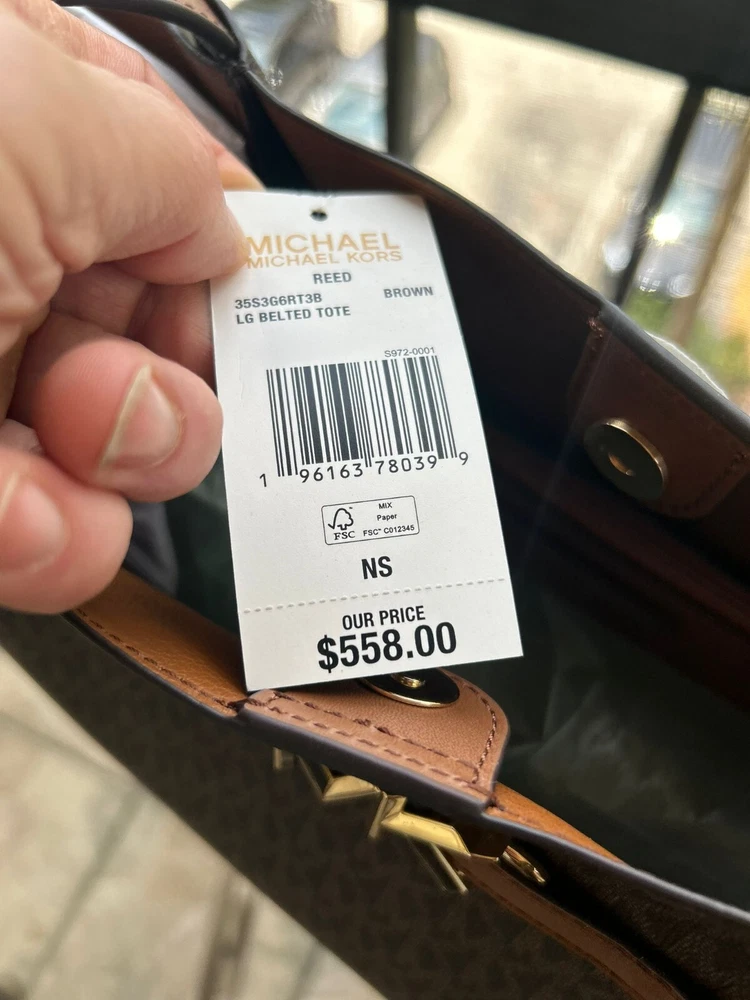 MICHAEL
MICHAEL KORS
REED
35S3G6RT3B BROWN
LG BELTED TOTE
S972-0001
1 96163 78039 9
MIX
Paper
FSC FSC™ C012345
NS
OUR PRICE
$558.00